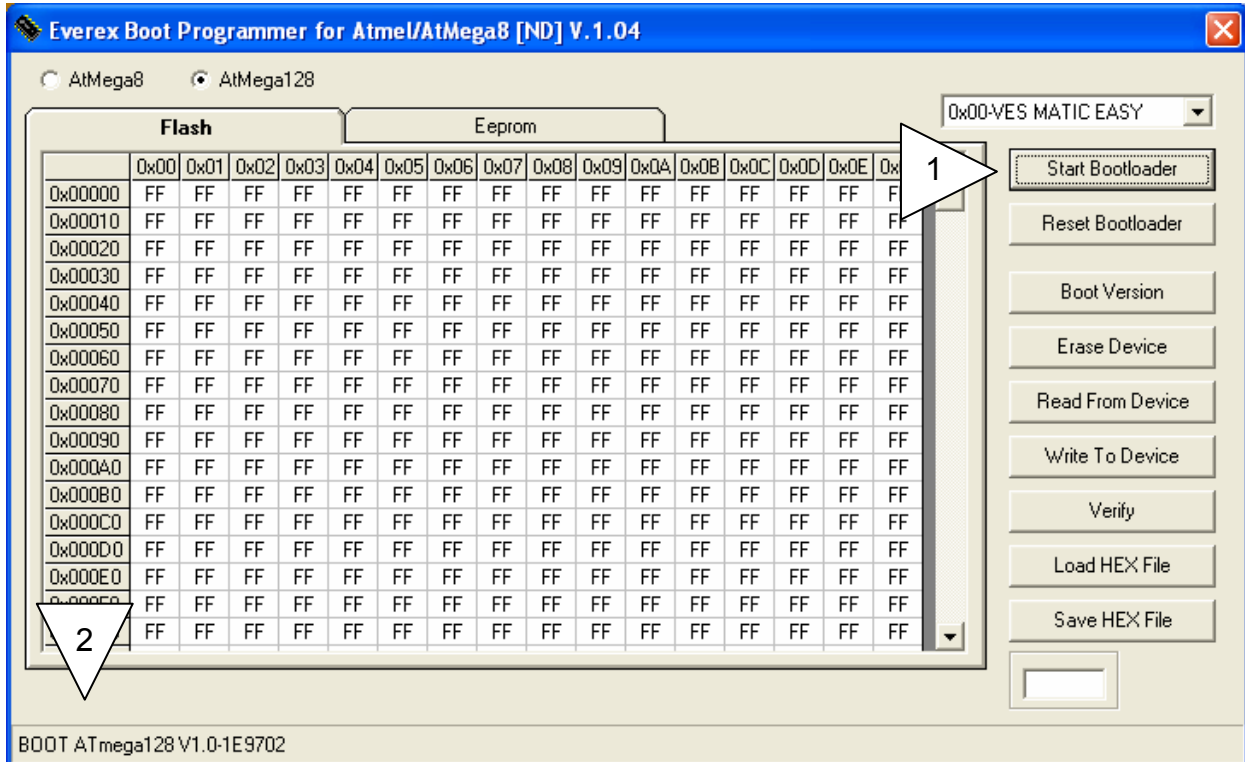 Everex Boot Programmer for Atmel/AtMega8 [ND] V.1.04
AtMega8 AtMega128
0x00-VES MATIC EASY
Flash Eeprom
0x00 0x01 0x02 0x03 0x04 0x05 0x06 0x07 0x08 0x09 0x0A 0x0B 0x0C 0x0D 0x0E
1
Start Bootloader
0x00000 FF FF FF FF FF FF FF FF FF FF FF FF FF FF FF
0x00010 FF FF FF FF FF FF FF FF FF FF FF FF FF FF FF FF
Reset Bootloader
0x00020 FF FF FF FF FF FF FF FF FF FF FF FF FF FF FF FF
0x00030 FF FF FF FF FF FF FF FF FF FF FF FF FF FF FF FF
Boot Version
0x00040 FF FF FF FF FF FF FF FF FF FF FF FF FF FF FF FF
0x00050 FF FF FF FF FF FF FF FF FF FF FF FF FF FF FF FF
Erase Device
0x00060 FF FF FF FF FF FF FF FF FF FF FF FF FF FF FF FF
0x00070 FF FF FF FF FF FF FF FF FF FF FF FF FF FF FF FF
Read From Device
0x00080 FF FF FF FF FF FF FF FF FF FF FF FF FF FF FF FF
0x00090 FF FF FF FF FF FF FF FF FF FF FF FF FF FF FF FF
Write To Device
0x000A0 FF FF FF FF FF FF FF FF FF FF FF FF FF FF FF FF
0x000B0 FF FF FF FF FF FF FF FF FF FF FF FF FF FF FF FF
Verify
0x000C0 FF FF FF FF FF FF FF FF FF FF FF FF FF FF FF FF
0x000D0 FF FF FF FF FF FF FF FF FF FF FF FF FF FF FF FF
Load HEX File
0x000E0 FF FF FF FF FF FF FF FF FF FF FF FF FF FF FF FF
FF FF FF FF FF FF FF FF FF FF FF FF FF FF FF FF
Save HEX File
FF FF FF FF FF FF FF FF FF FF FF FF FF FF FF FF
2
BOOT ATmega128 V1.0-1E9702